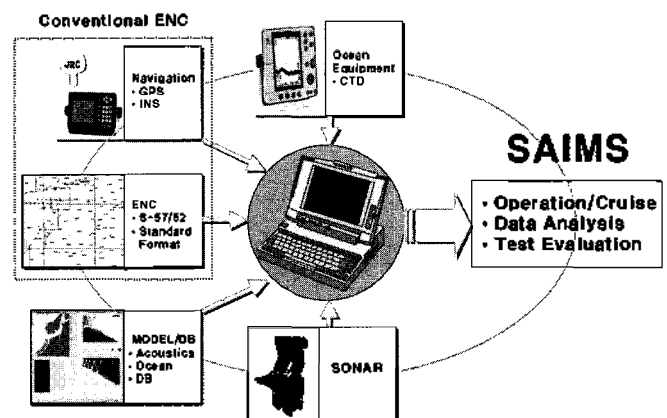 Conventional ENC
JRC
Navigation
• GPS
• INS
Ocean
Equipment
• CTD
SAIMS
ENC
• S-57/52
• Standard
Format
• Operation/Cruise
• Data Analysis
• Test Evaluation
MODEL/DB
• Acoustics
• Ocean
• DB
SONAR